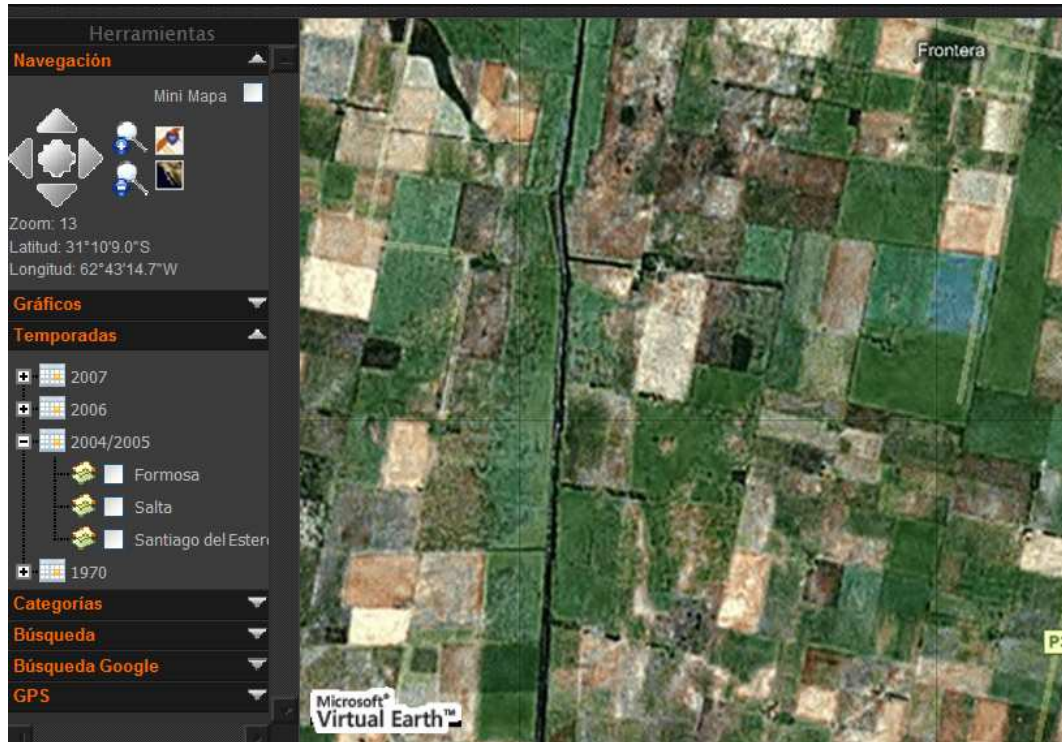 Herramientas
Navegación
Mini Mapa
Zoom: 13
Latitud: 31°10'9.0"S
Longitud: 62°43'14.7"W
Gráficos
Temporadas
2007
2006
2004/2005
Formosa
Salta
Santiago del Ester
1970
Categorías
Búsqueda
Búsqueda Google
GPS
Frontera
P
Microsoft®
Virtual Earth™